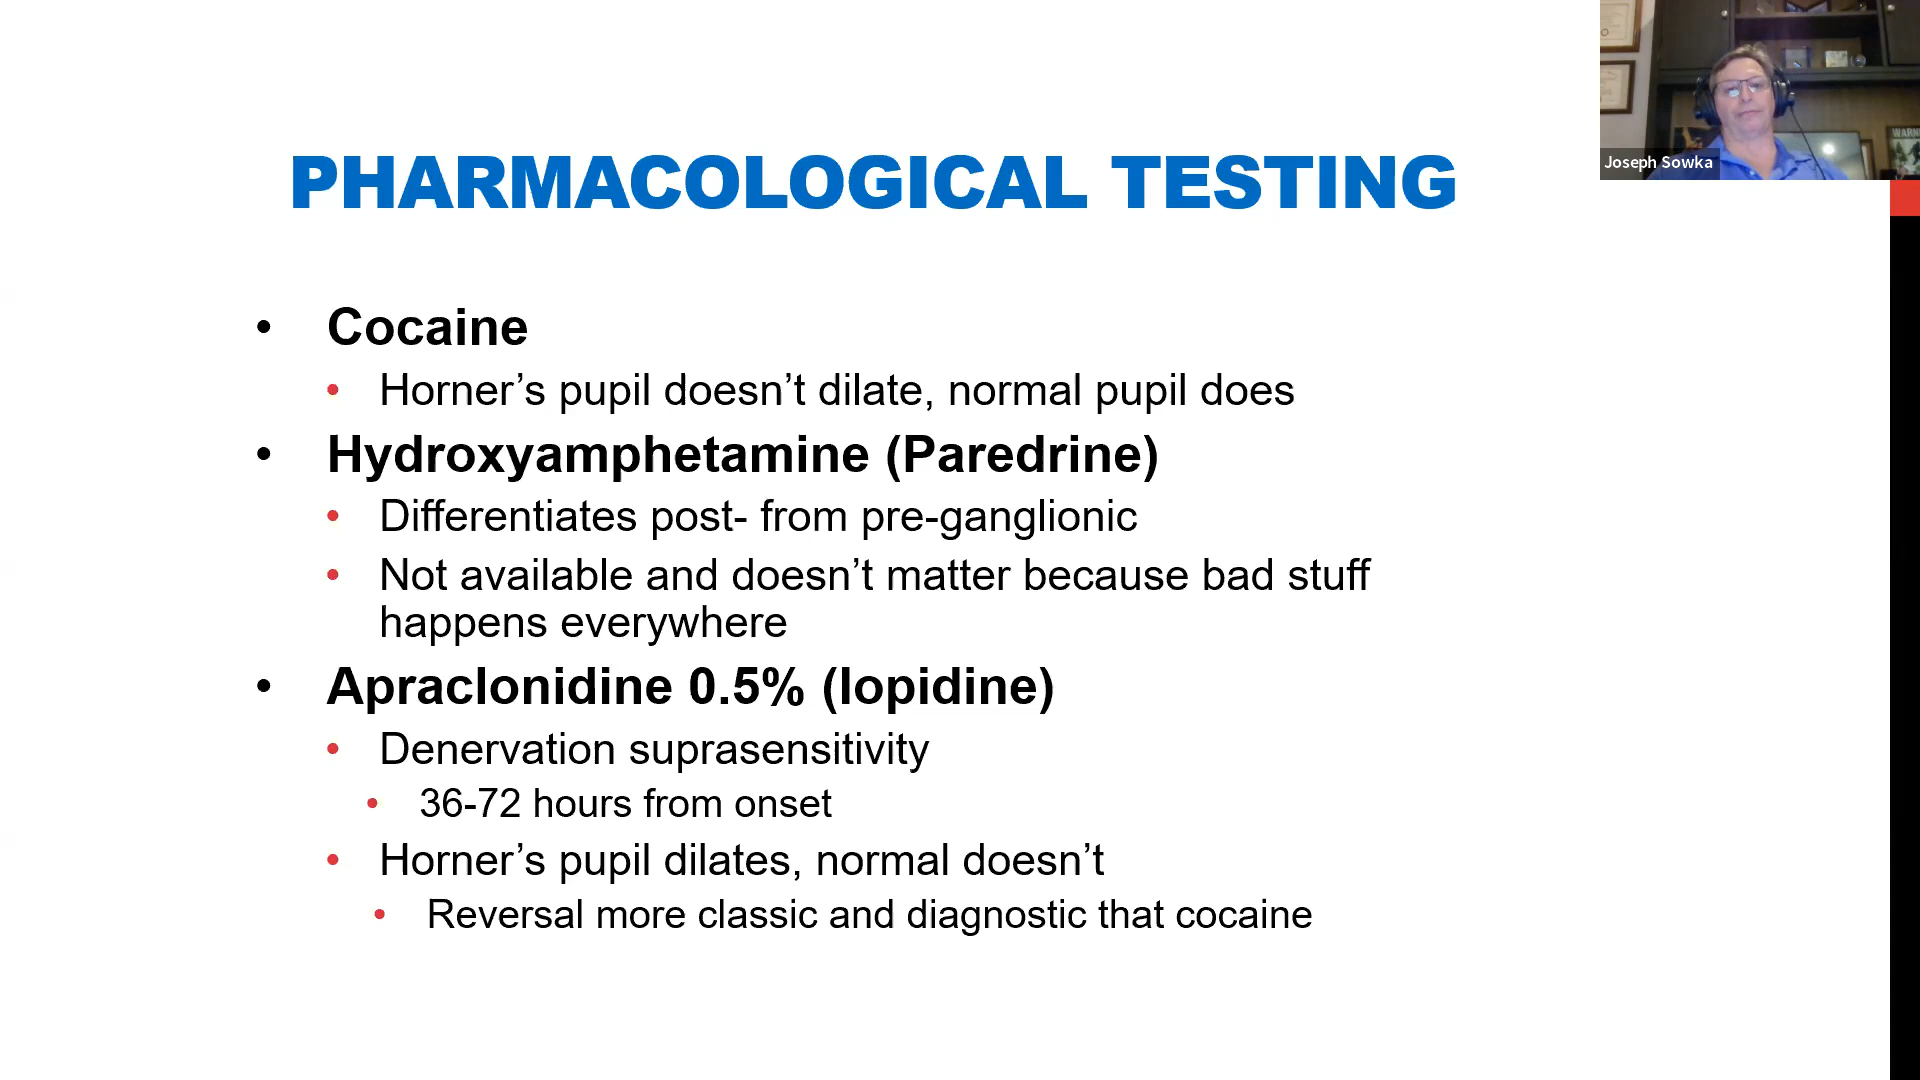 WARN
Joseph Sowka
PHARMACOLOGICAL TESTING
• Cocaine
• Horner’s pupil doesn’t dilate, normal pupil does
• Hydroxyamphetamine (Paredrine)
• Differentiates post- from pre-ganglionic
• Not available and doesn’t matter because bad stuff
happens everywhere
• Apraclonidine 0.5% (Iopidine)
• Denervation suprasensitivity
• 36-72 hours from onset
• Horner’s pupil dilates, normal doesn’t
• Reversal more classic and diagnostic that cocaine